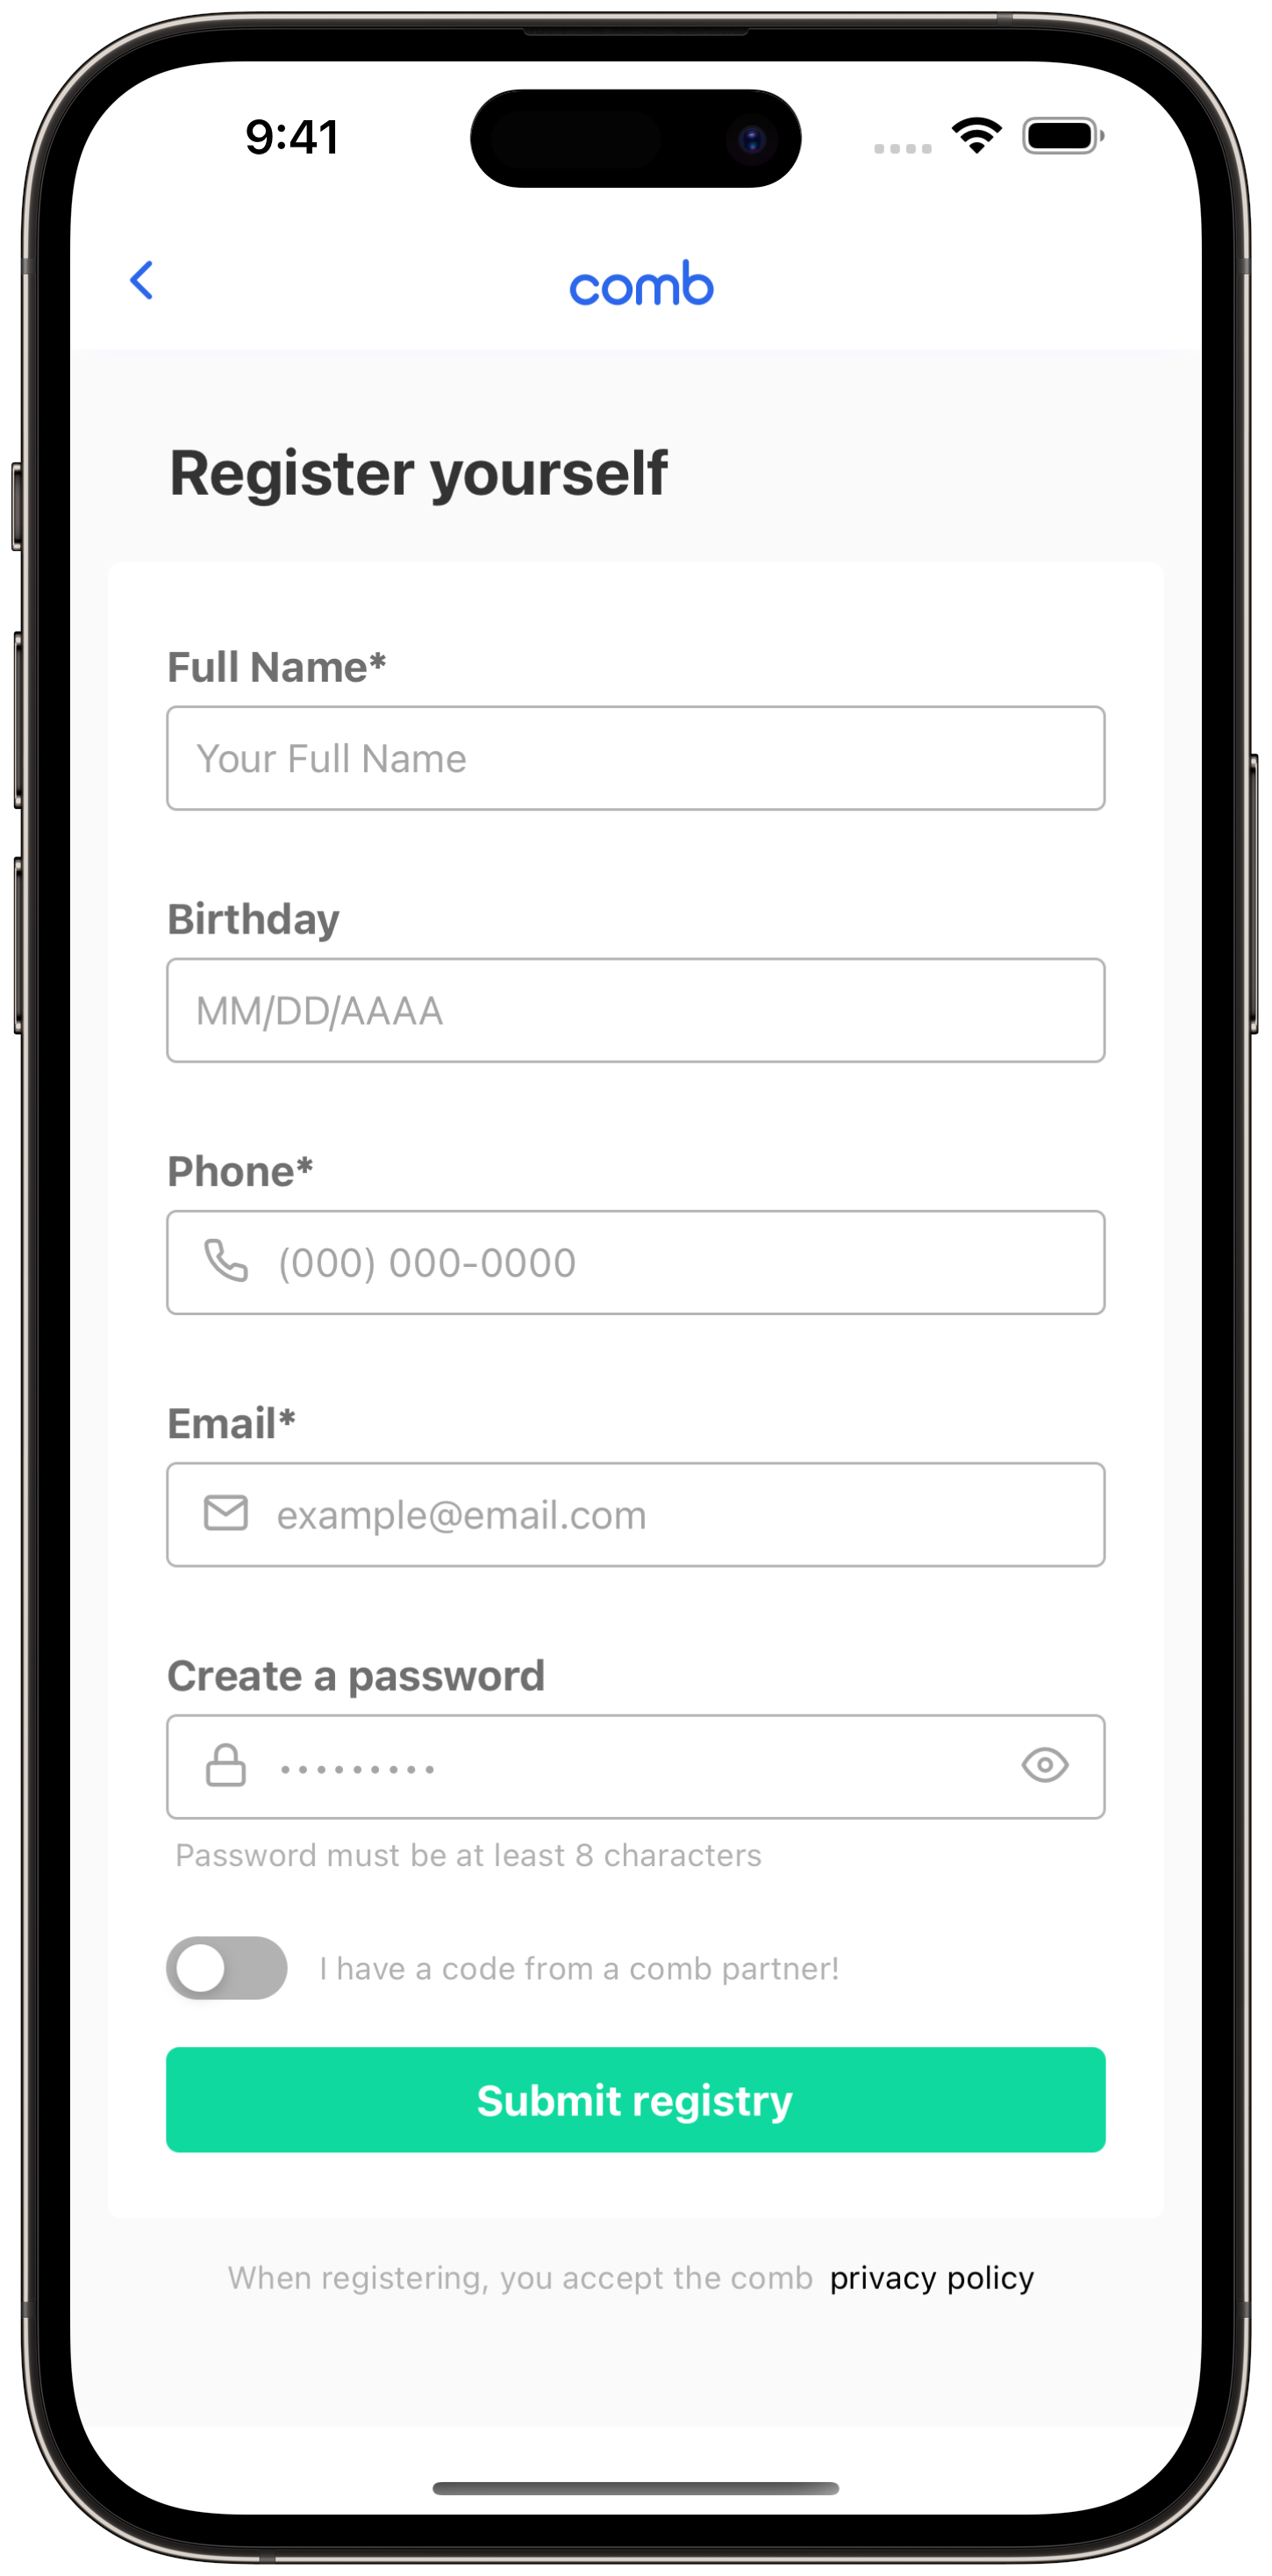 9:41
comb
Register yourself
Full Name*
Your Full Name
Birthday
MM/DD/AAAA
Phone*
(000) 000-0000
Email*
example@email.com
Create a password
•••••••••
Password must be at least 8 characters
I have a code from a comb partner!
Submit registry
When registering, you accept the comb privacy policy